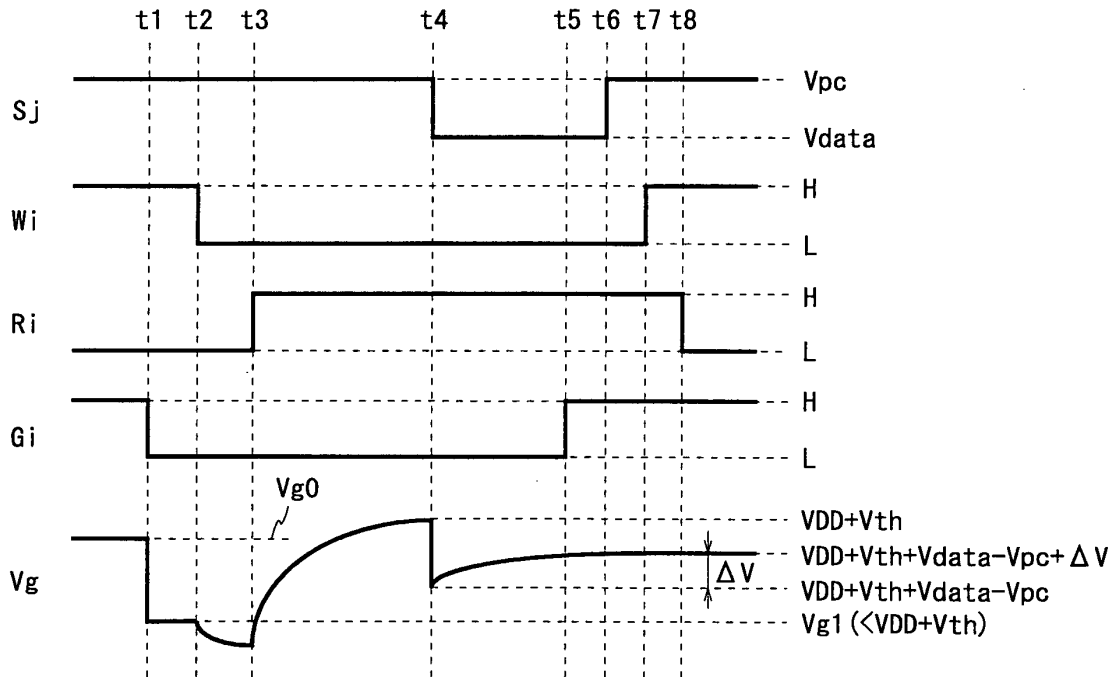 t1 t2 t3 t4 t5 t6 t7 t8
Sj
Vpc
Vdata
Wi
H
L
Ri
H
L
Gi
H
L
Vg0
Vg
VDD+Vth
VDD+Vth+Vdata-Vpc+ΔV
ΔV
VDD+Vth+Vdata-Vpc
Vg1(<VDD+Vth)